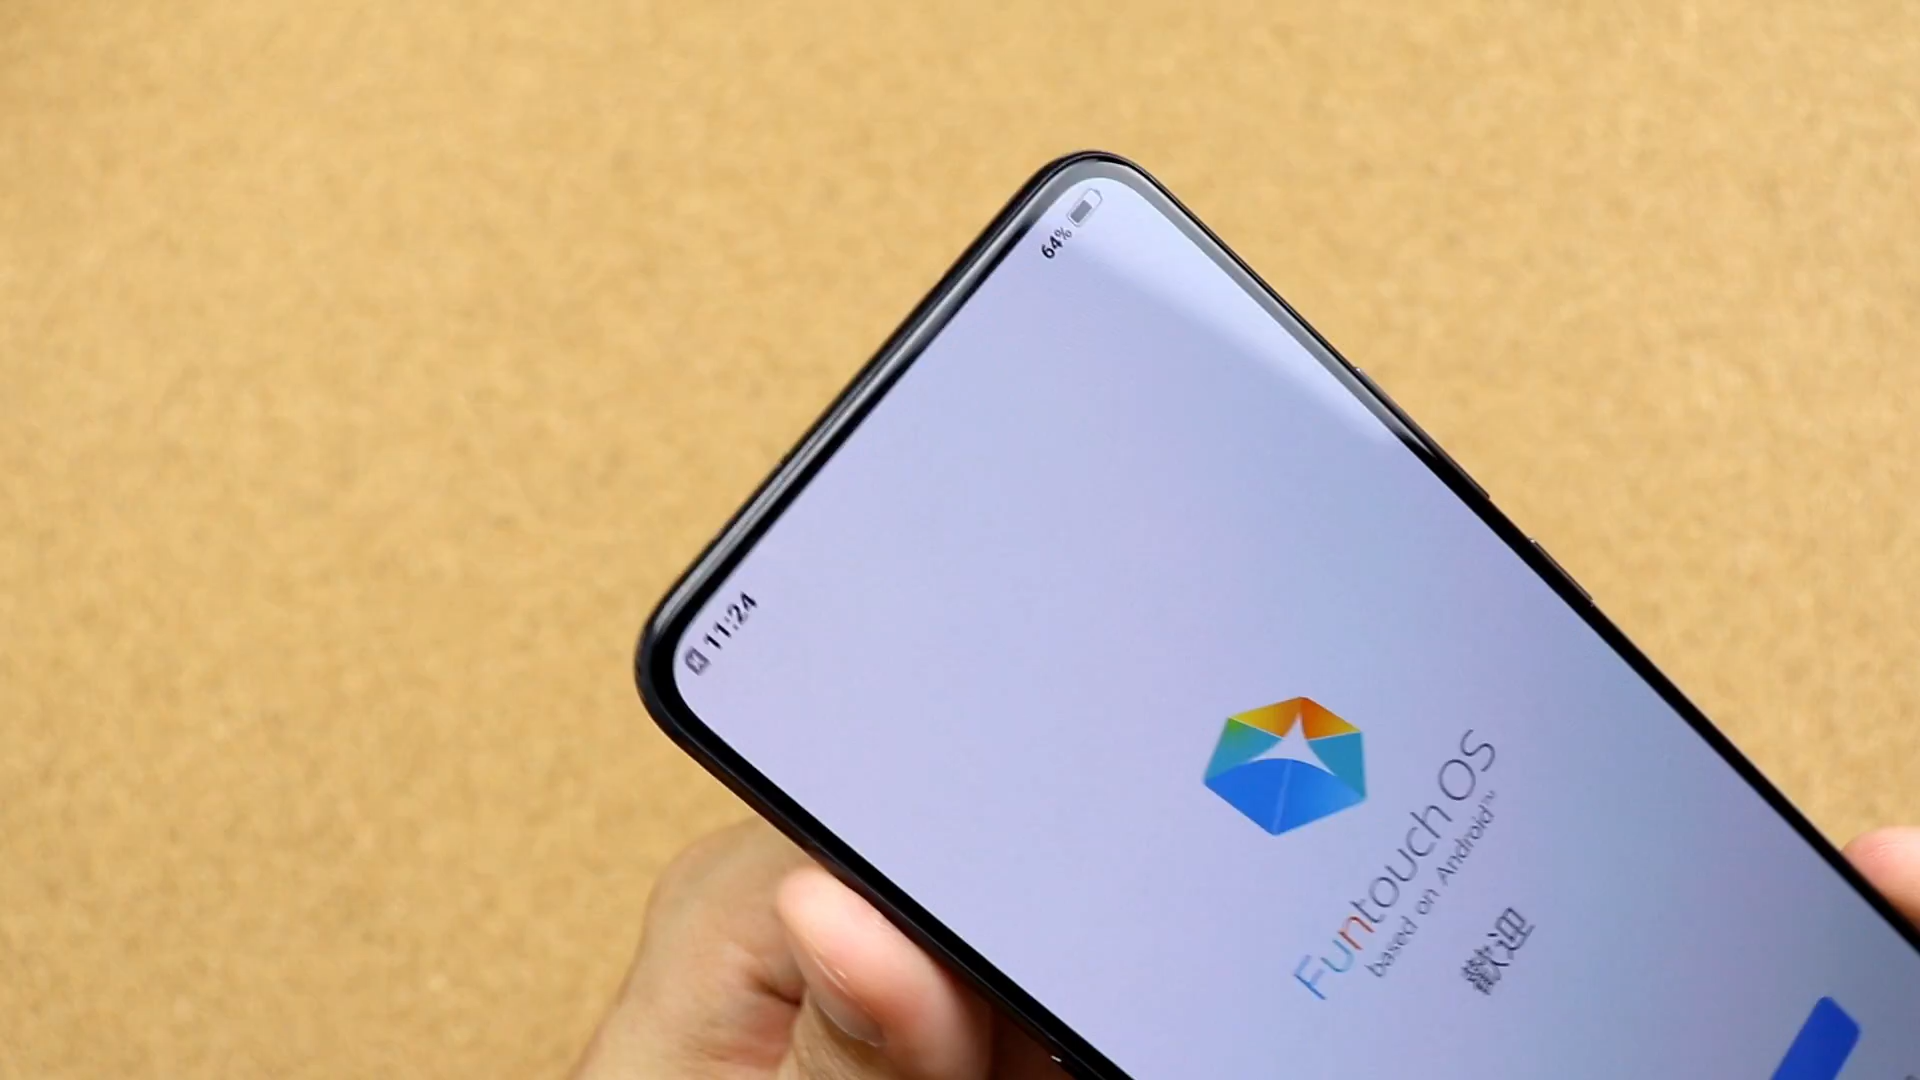 11:24
64%
Funtouch OS
based on Android™
歡迎